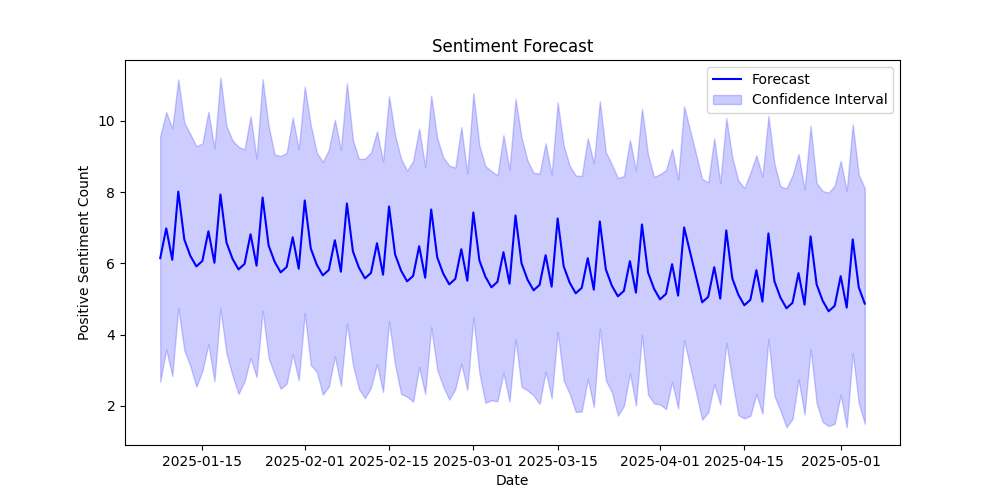 Sentiment Forecast
Forecast
Confidence Interval
Positive Sentiment Count
10
8
6
4
2
2025-01-15
2025-02-01
2025-02-15
2025-03-01
2025-03-15
2025-04-01
2025-04-15
2025-05-01
Date